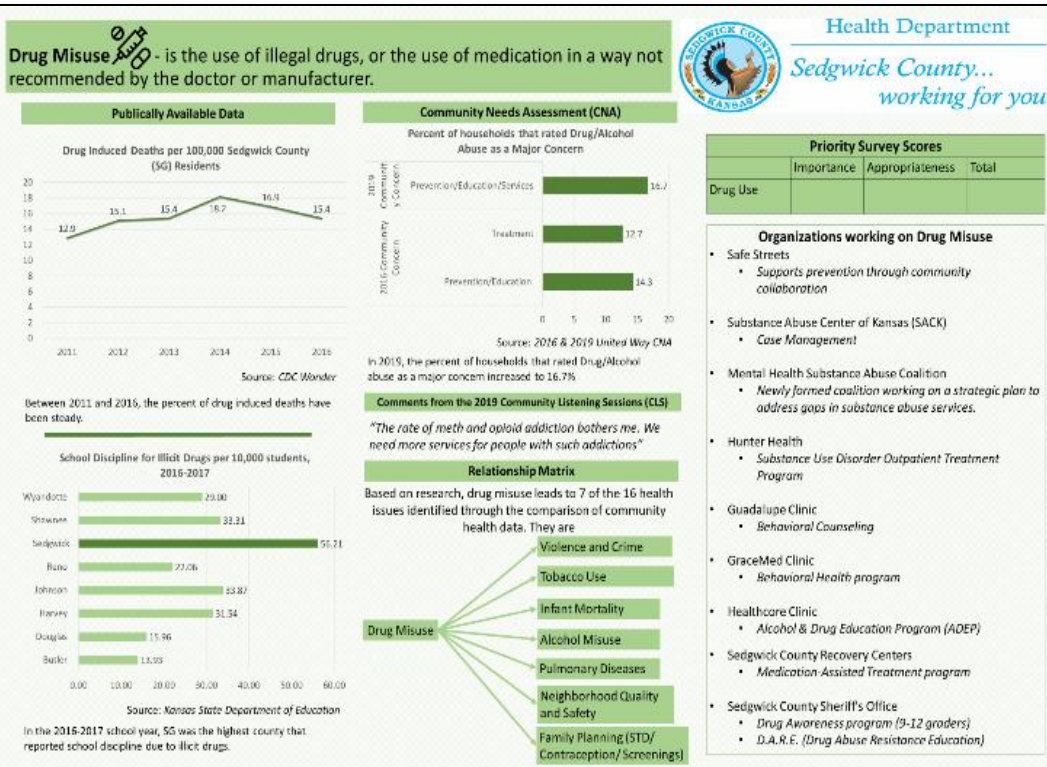 Drug Misuse - is the use of illegal drugs, or the use of medication in a way not
recommended by the doctor or manufacturer.
SEDGWICK COUNTY
KANSAS
Health Department
Sedgwick County...
working for you
Publically Available Data
Drug Induced Deaths per 100,000 Sedgwick County
(SG) Residents
20
18
16
14
12
10
8
6
4
2
0
12.9
15.1
15.4
18.2
16.9
15.4
2011 2012 2013 2014 2015 2016
Source: CDC Wonder
Between 2011 and 2016, the percent of drug induced deaths have
been steady.
School Discipline for Illicit Drugs per 10,000 students,
2016-2017
Wyandotte 29.00
Shawnee 33.31
Sedgwick 56.21
Reno 22.06
Johnson 33.87
Harvey 31.54
Douglas 15.96
Butler 13.93
0.00 10.00 20.00 30.00 40.00 50.00 60.00
Source: Kansas State Department of Education
In the 2016-2017 school year, SG was the highest county that
reported school discipline due to illicit drugs.
Community Needs Assessment (CNA)
Percent of households that rated Drug/Alcohol
Abuse as a Major Concern
2019
Communit
y Concern
Prevention/Education/Services 16.7
2016 Community
Concern
Treatment 12.7
Prevention/Education 14.3
0 5 10 15 20
Source: 2016 & 2019 United Way CNA
In 2019, the percent of households that rated Drug/Alcohol
abuse as a major concern increased to 16.7%
Comments from the 2019 Community Listening Sessions (CLS)
"The rate of meth and opioid addiction bothers me. We
need more services for people with such addictions"
Relationship Matrix
Based on research, drug misuse leads to 7 of the 16 health
issues identified through the comparison of community
health data. They are
Drug Misuse
Violence and Crime
Tobacco Use
Infant Mortality
Alcohol Misuse
Pulmonary Diseases
Neighborhood Quality
and Safety
Family Planning (STD/
Contraception/ Screenings)
Priority Survey Scores
Importance Appropriateness Total
Drug Use
Organizations working on Drug Misuse
• Safe Streets
• Supports prevention through community
collaboration
• Substance Abuse Center of Kansas (SACK)
• Case Management
• Mental Health Substance Abuse Coalition
• Newly formed coalition working on a strategic plan to
address gaps in substance abuse services.
• Hunter Health
• Substance Use Disorder Outpatient Treatment
Program
• Guadalupe Clinic
• Behavioral Counseling
• GraceMed Clinic
• Behavioral Health program
• Healthcore Clinic
• Alcohol & Drug Education Program (ADEP)
• Sedgwick County Recovery Centers
• Medication-Assisted Treatment program
• Sedgwick County Sheriff's Office
• Drug Awareness program (9-12 graders)
• D.A.R.E. (Drug Abuse Resistance Education)